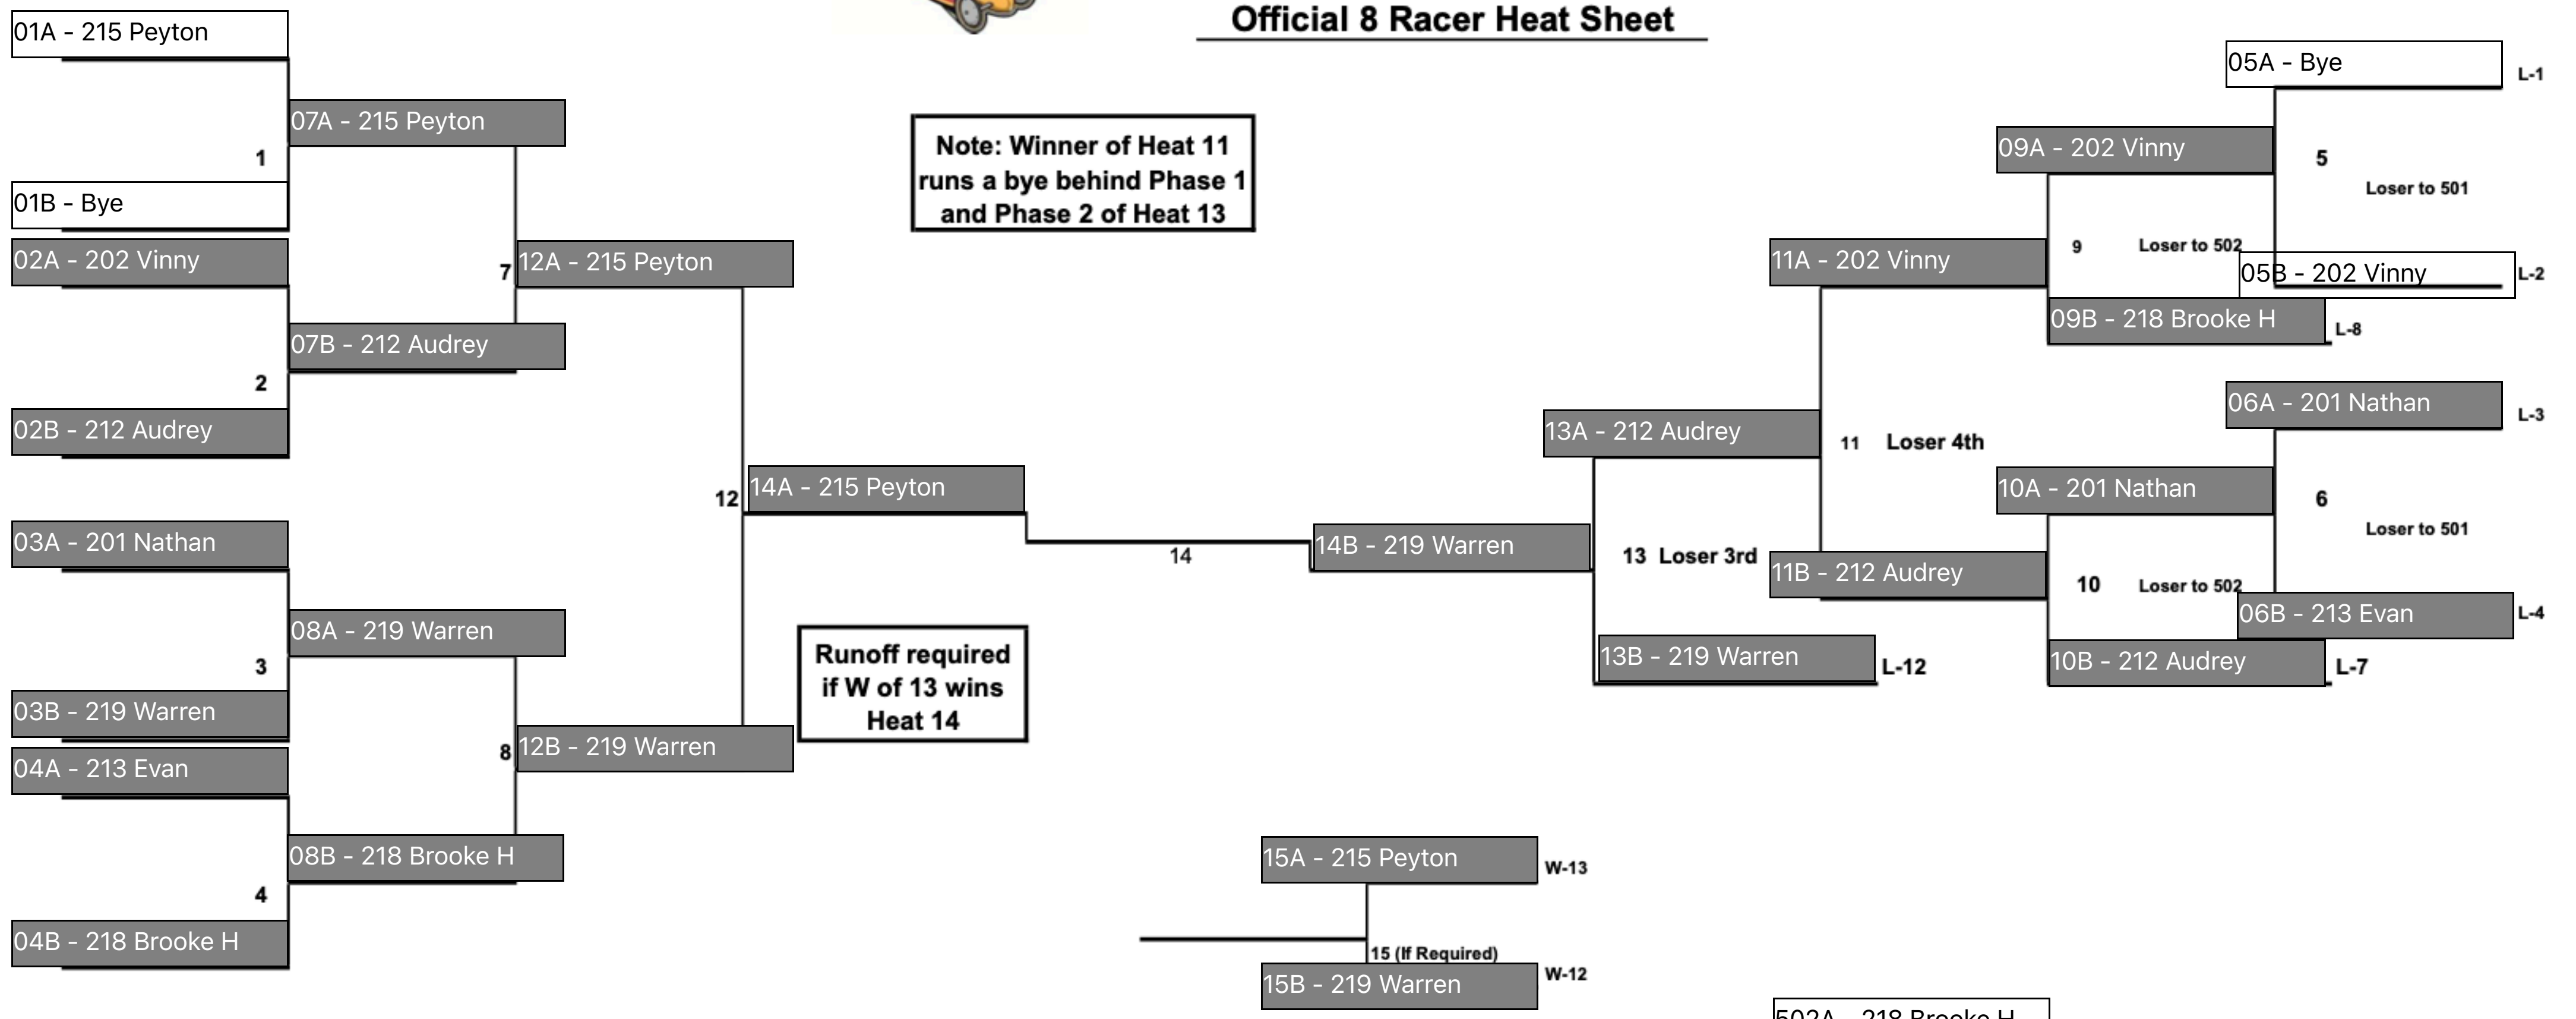 Official 8 Racer Heat Sheet
01A - 215 Peyton
07A - 215 Peyton
1
01B - Bye
02A - 202 Vinny
7
12A - 215 Peyton
07B - 212 Audrey
2
02B - 212 Audrey
12
14A - 215 Peyton
03A - 201 Nathan
08A - 219 Warren
3
03B - 219 Warren
04A - 213 Evan
8
12B - 219 Warren
08B - 218 Brooke H
4
04B - 218 Brooke H
Note: Winner of Heat 11
runs a bye behind Phase 1
and Phase 2 of Heat 13
14
14B - 219 Warren
Runoff required
if W of 13 wins
Heat 14
05A - Bye
L-1
09A - 202 Vinny
5
Loser to 501
11A - 202 Vinny
9
Loser to 502
05B - 202 Vinny
L-2
09B - 218 Brooke H
L-8
06A - 201 Nathan
L-3
13A - 212 Audrey
11
Loser 4th
10A - 201 Nathan
6
Loser to 501
13 Loser 3rd
11B - 212 Audrey
10
Loser to 502
06B - 213 Evan
L-4
13B - 219 Warren
L-12
10B - 212 Audrey
L-7
15A - 215 Peyton
W-13
15 (If Required)
15B - 219 Warren
W-12
502A - 218 Brooke H